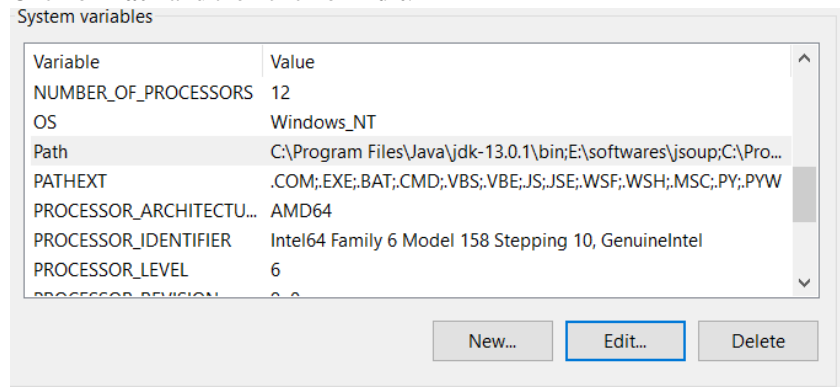 System variables
Variable Value
NUMBER_OF_PROCESSORS 12
OS Windows_NT
Path C:\Program Files\Java\jdk-13.0.1\bin;E:\softwares\jsoup;C:\Pro...
PATHEXT .COM;.EXE;.BAT;.CMD;.VBS;.VBE;.JS;.JSE;.WSF;.WSH;.MSC;.PY;.PYW
PROCESSOR_ARCHITECTU... AMD64
PROCESSOR_IDENTIFIER Intel64 Family 6 Model 158 Stepping 10, GenuineIntel
PROCESSOR_LEVEL 6
New... Edit... Delete